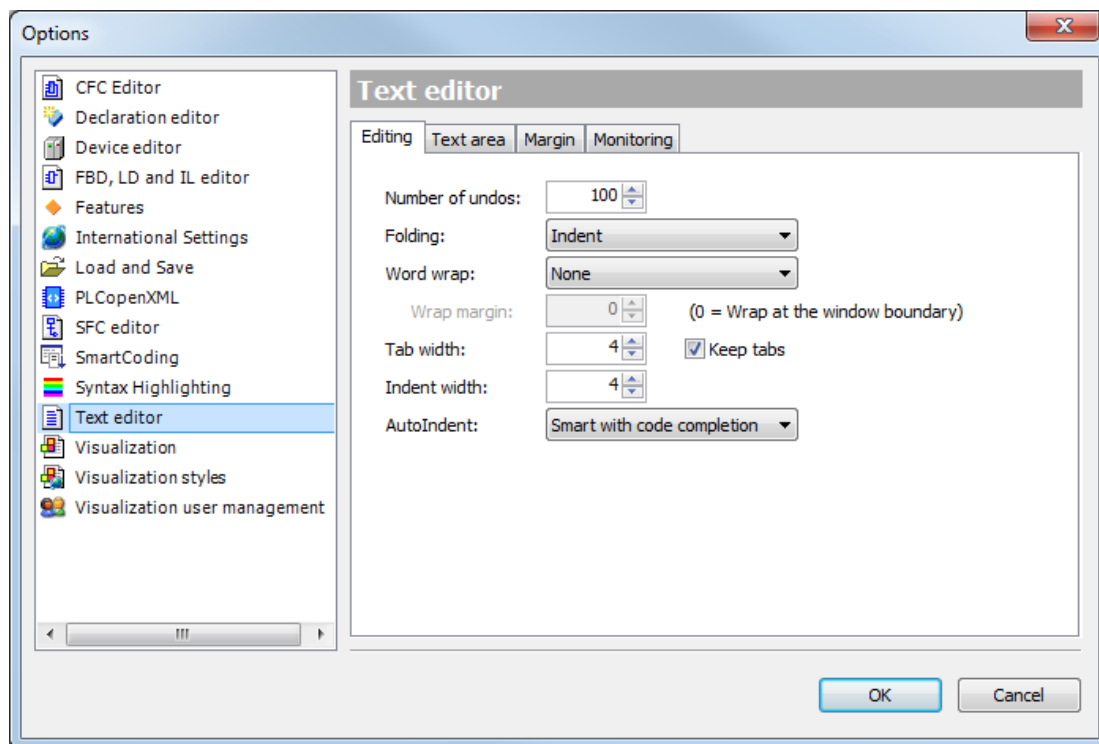 Options
CFC Editor
Declaration editor
Device editor
FBD, LD and IL editor
Features
International Settings
Load and Save
PLCopenXML
SFC editor
SmartCoding
Syntax Highlighting
Text editor
Visualization
Visualization styles
Visualization user management
Text editor
Editing Text area Margin Monitoring
Number of undos: 100
Folding: Indent
Word wrap: None
Wrap margin: 0 (0 = Wrap at the window boundary)
Tab width: 4 Keep tabs
Indent width: 4
AutoIndent: Smart with code completion
OK Cancel